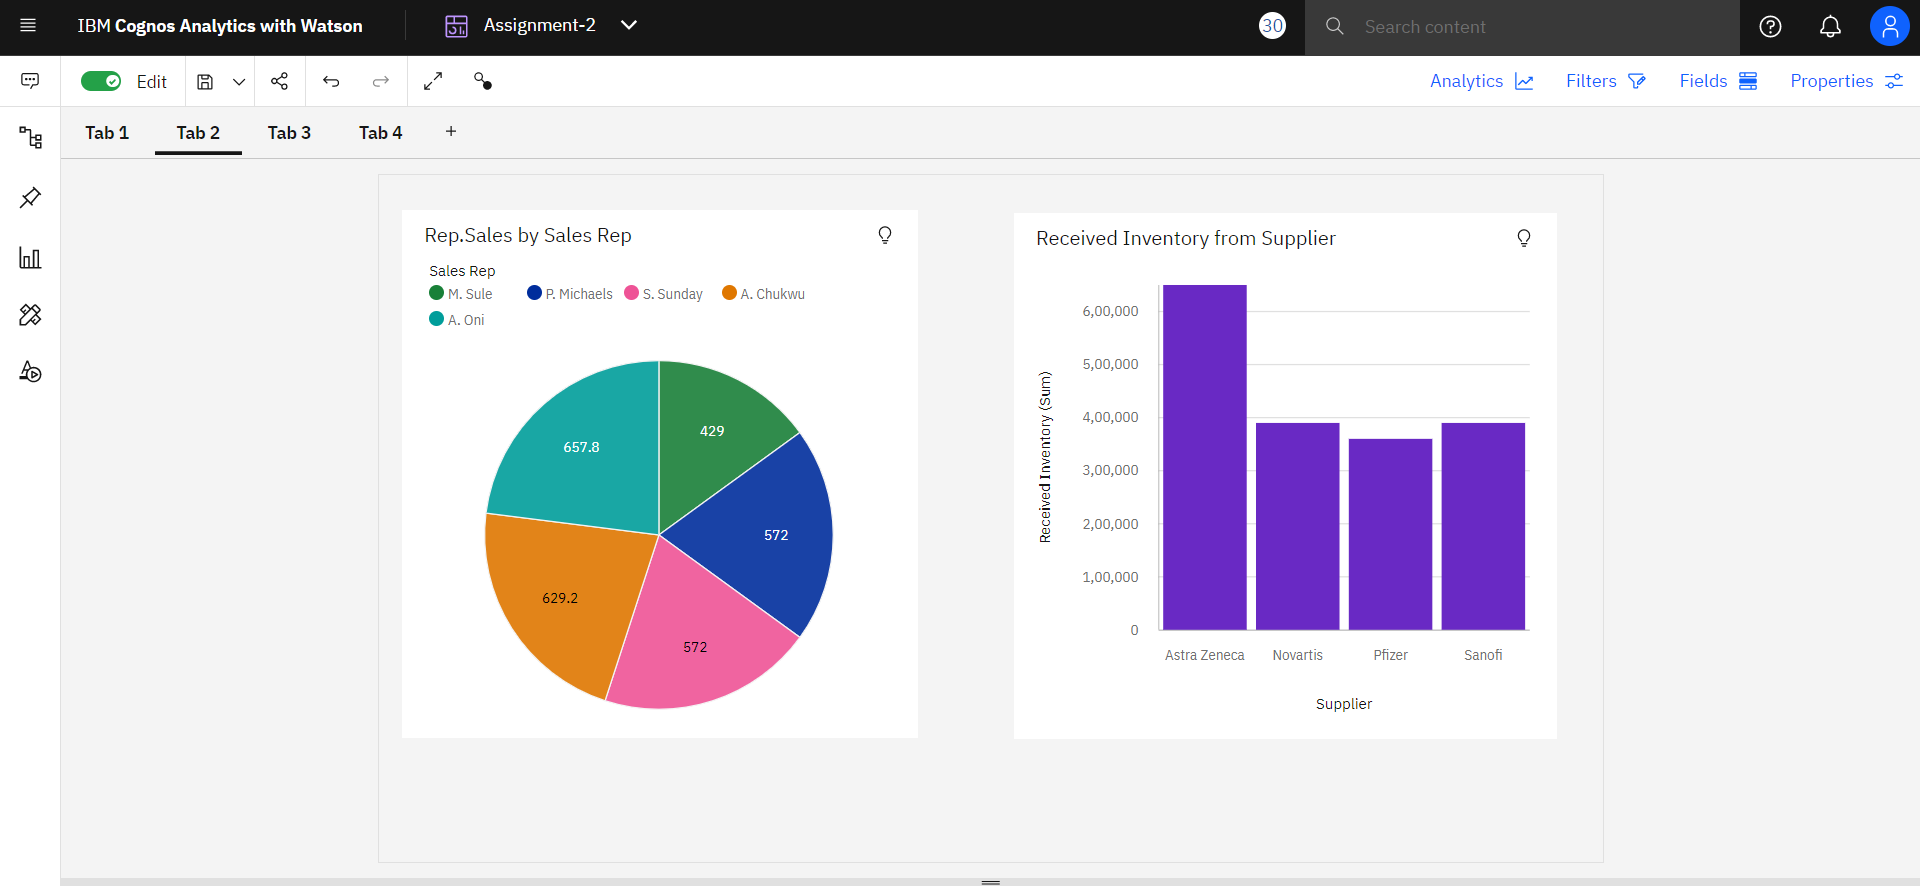 IBM Cognos Analytics with Watson
Assignment-2
30
Search content
Edit
Analytics
Filters
Fields
Properties
Tab 1
Tab 2
Tab 3
Tab 4
+
Rep.Sales by Sales Rep
Sales Rep
M. Sule
P. Michaels
S. Sunday
A. Chukwu
A. Oni
429
657.8
572
629.2
572
Received Inventory from Supplier
Received Inventory (Sum)
6,00,000
5,00,000
4,00,000
3,00,000
2,00,000
1,00,000
0
Astra Zeneca
Novartis
Pfizer
Sanofi
Supplier